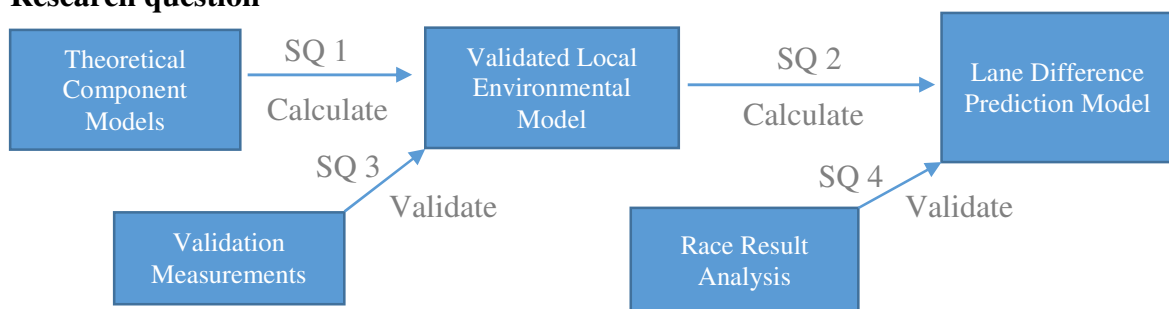 Research question
Theoretical
Component
Models
SQ 1
Calculate
Validated Local
Environmental
Model
SQ 2
Calculate
Lane Difference
Prediction Model
SQ 3
Validate
Validation
Measurements
SQ 4
Validate
Race Result
Analysis